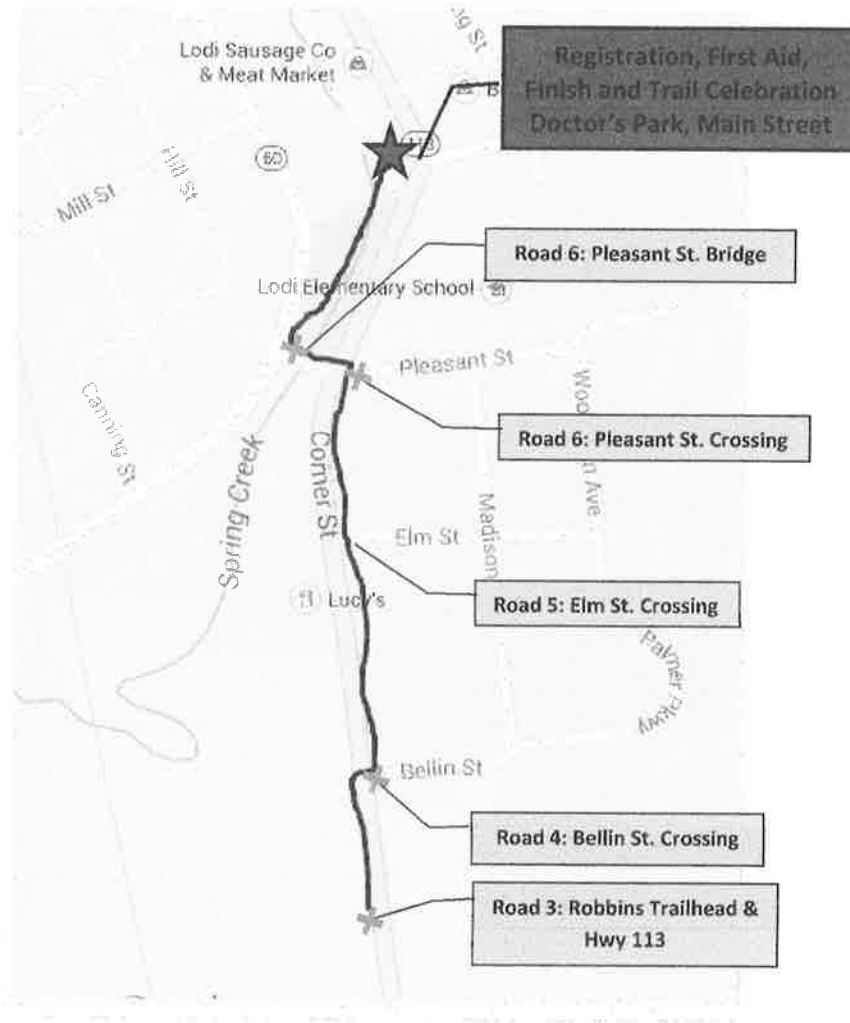 Lodi Sausage Co
& Meat Market
Registration, First Aid,
Finish and Trail Celebration
Doctor's Park, Main Street
113
60
Hill St
Mill St
Road 6: Pleasant St. Bridge
Lodi Elementary School
Pleasant St
Canning St
Road 6: Pleasant St. Crossing
Spring Creek
Corner St
Elm St
Madison
Lucy's
Road 5: Elm St. Crossing
Palmer Pkwy
Bellin St
Road 4: Bellin St. Crossing
Road 3: Robbins Trailhead &
Hwy 113